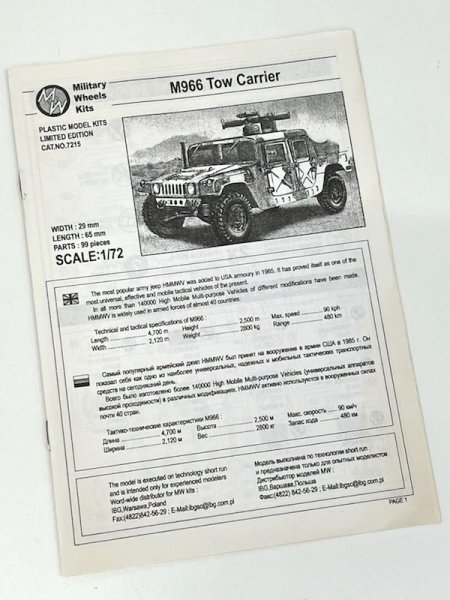 MW
Military
Wheels
Kits
M966 Tow Carrier
PLASTIC MODEL KITS
LIMITED EDITION
CAT.NO.7215
WIDTH : 29 mm
LENGTH : 65 mm
PARTS : 99 pieces
SCALE:1/72
The most popular army jeep HMMWV was added to USA armoury in 1985. It has proved itself as one of the
most universal, effective and mobile tactical vehicles of the present.
In all more than 140000 High Mobile Multi-purpose Vehicles of different modifications have been made.
HMMWV is widely used in armed forces of almost 40 countries.
Technical and tactical specifications of M966 :
Length 4,700 m Height 2,500 m Max. speed 90 kph
Width 2,120 m Weight 2800 kg Range 480 km
Самый популярный армейский джип HMMWV был принят на вооружение в армии США в 1985 г. Он
показал себя как одно из наиболее универсальных, надежных и мобильных тактических транспортных
средств на сегодняшний день.
Всего было изготовлено более 140000 High Mobile Multi-purpose Vehicles (универсальных аппаратов
высокой проходимости) в различных модификациях. HMMWV активно используются в вооруженных силах
почти 40 стран.
Тактико-технические характеристики M966 :
Длина 4,700 м Высота 2,500 м Макс. скорость 90 км/ч
Ширина 2,120 м Вес 2800 кг Запас хода 480 км
The model is executed on technology short run
and is intended only for experienced modelers
Word-wide distributor for MW kits :
IBG,Warsawa,Poland
Fax:(4822)842-56-29 ; E-Mail:ibgsc@ibg.com.pl
Модель выполнена по технологии short run
и предназначена только для опытных моделистов
Дистрибьютор моделей MW :
IBG,Варшава,Польша
Факс:(4822) 842-56-29 ; E-Mail:ibgsc@ibg.com.pl
PAGE 1